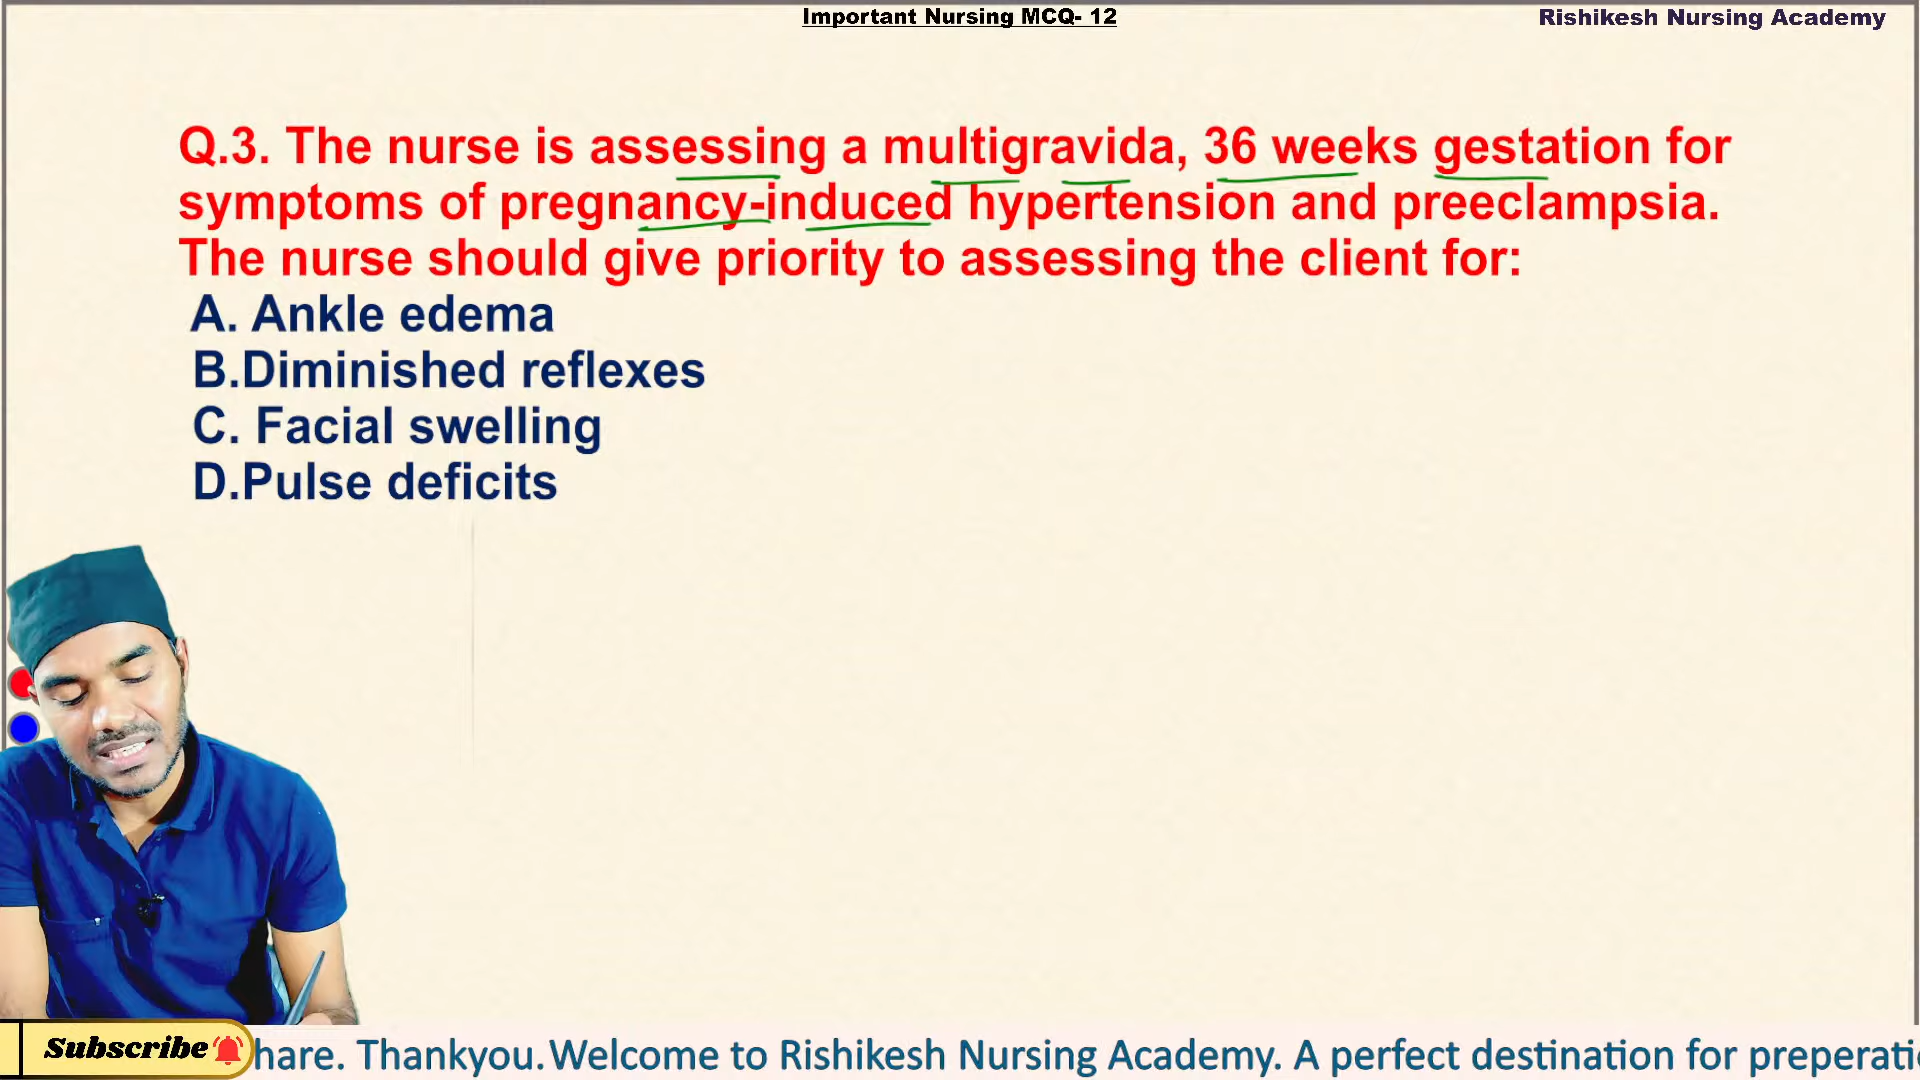 Important Nursing MCQ- 12
Rishikesh Nursing Academy
Q.3. The nurse is assessing a multigravida, 36 weeks gestation for
symptoms of pregnancy-induced hypertension and preeclampsia.
The nurse should give priority to assessing the client for:
A. Ankle edema
B.Diminished reflexes
C. Facial swelling
D.Pulse deficits
Subscribe
hare. Thankyou.Welcome to Rishikesh Nursing Academy. A perfect destination for preperati